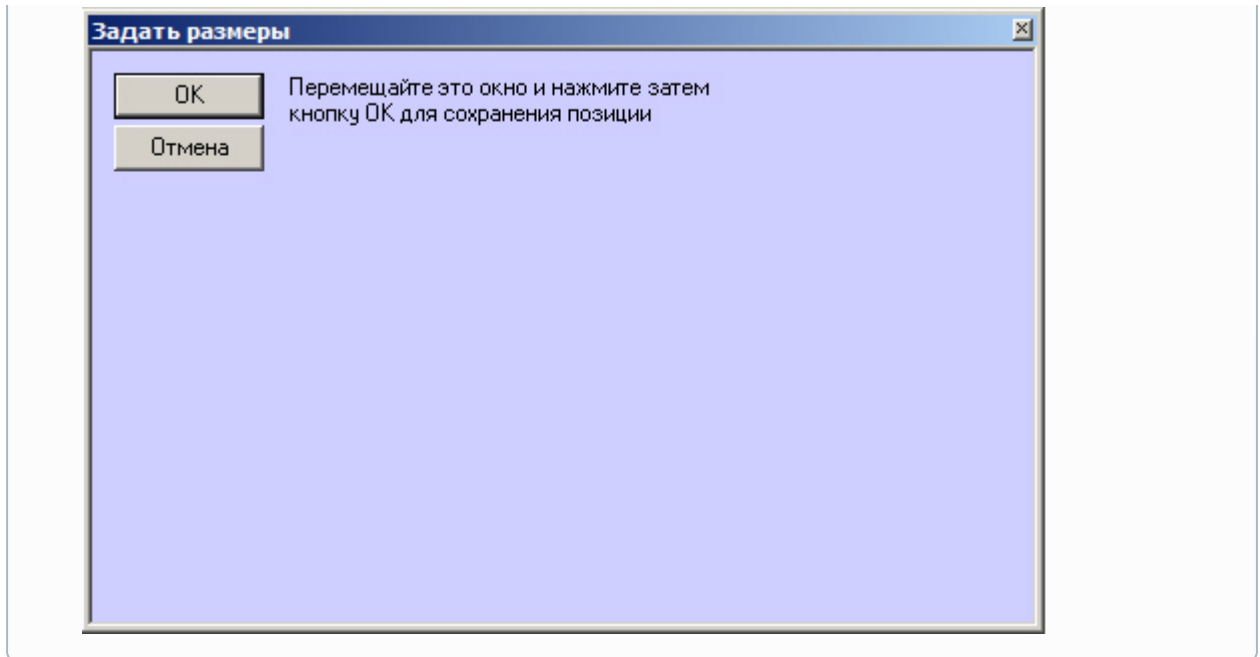 Задать размеры
OK
Перемещайте это окно и нажмите затем
кнопку OK для сохранения позиции
Отмена